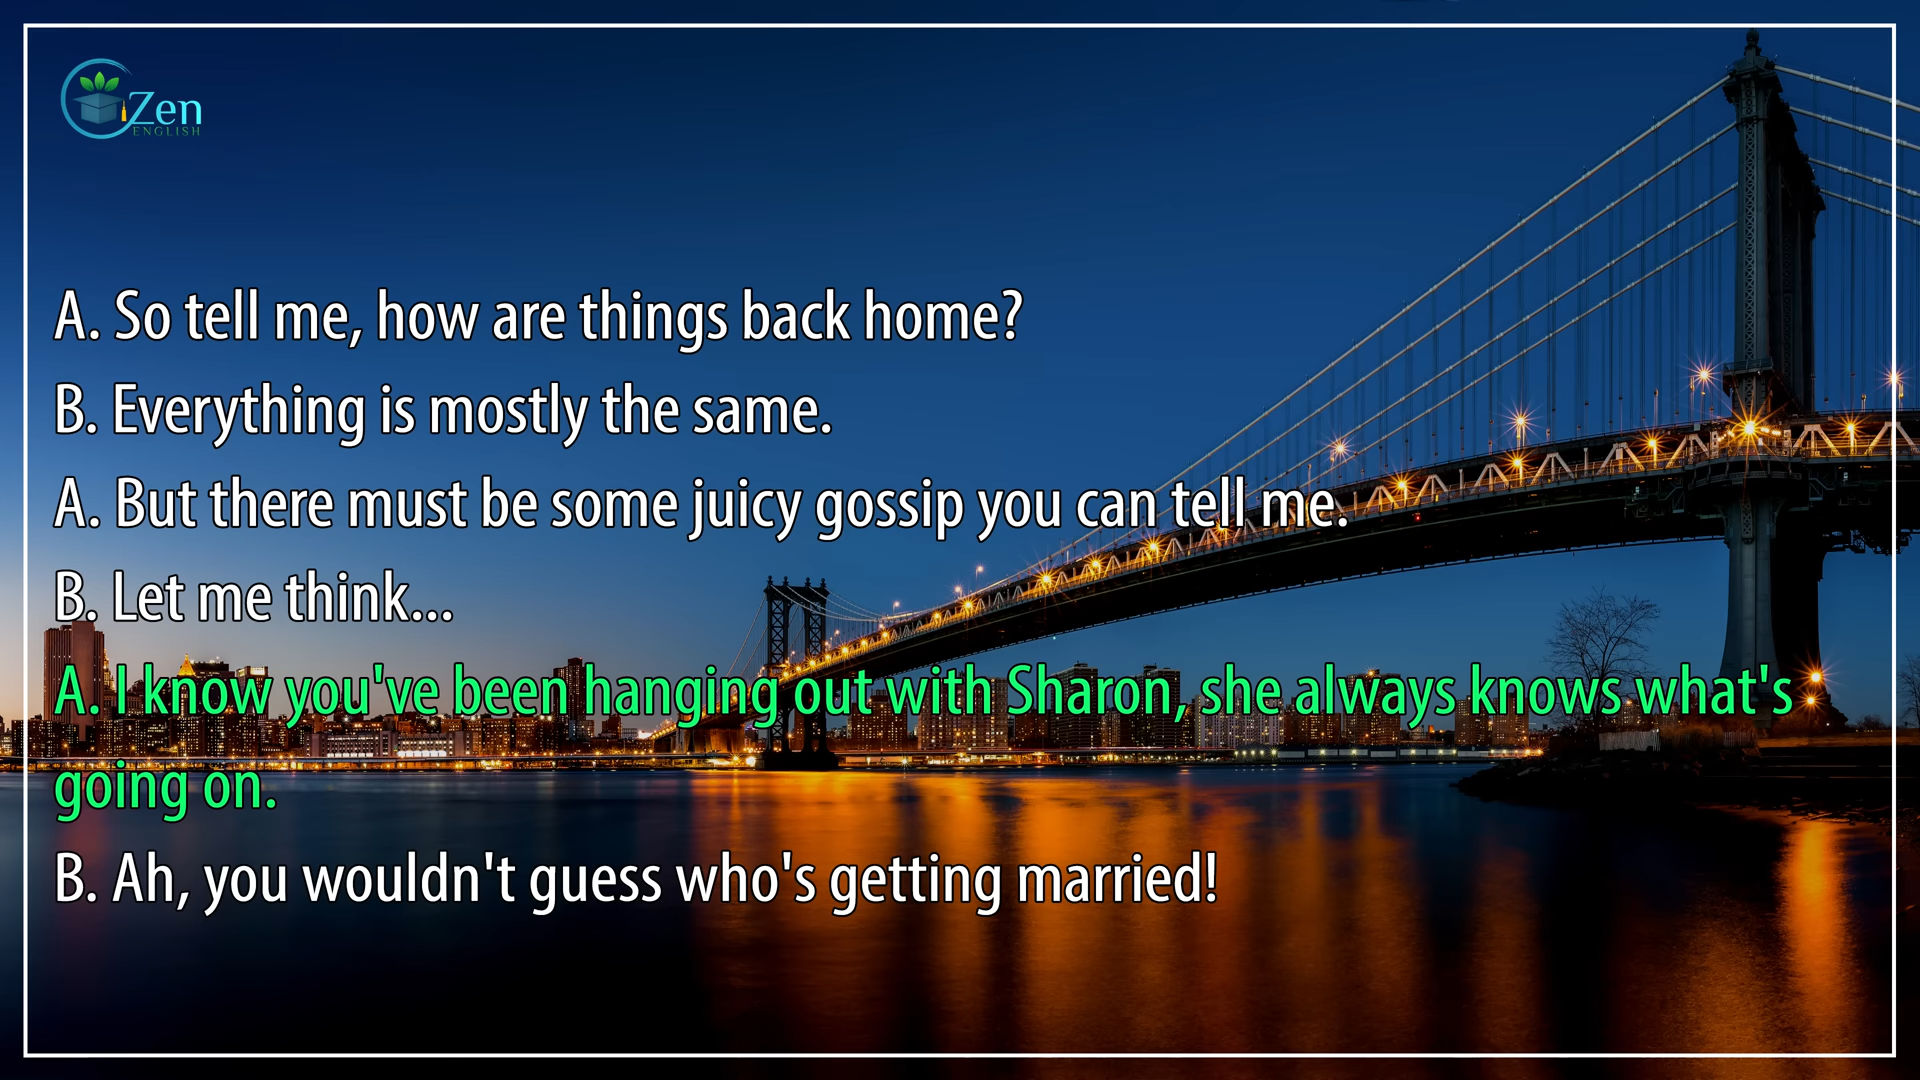 Zen
ENGLISH
A. So tell me, how are things back home?
B. Everything is mostly the same.
A. But there must be some juicy gossip you can tell me.
B. Let me think...
A. I know you've been hanging out with Sharon, she always knows what's
going on.
B. Ah, you wouldn't guess who's getting married!